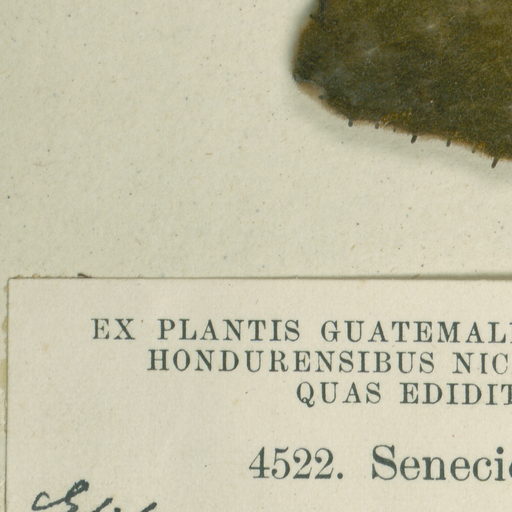 EX PLANTIS GUATEMAL
HONDURENSIBUS NIC
QUAS EDIDIT
4522. Senecio